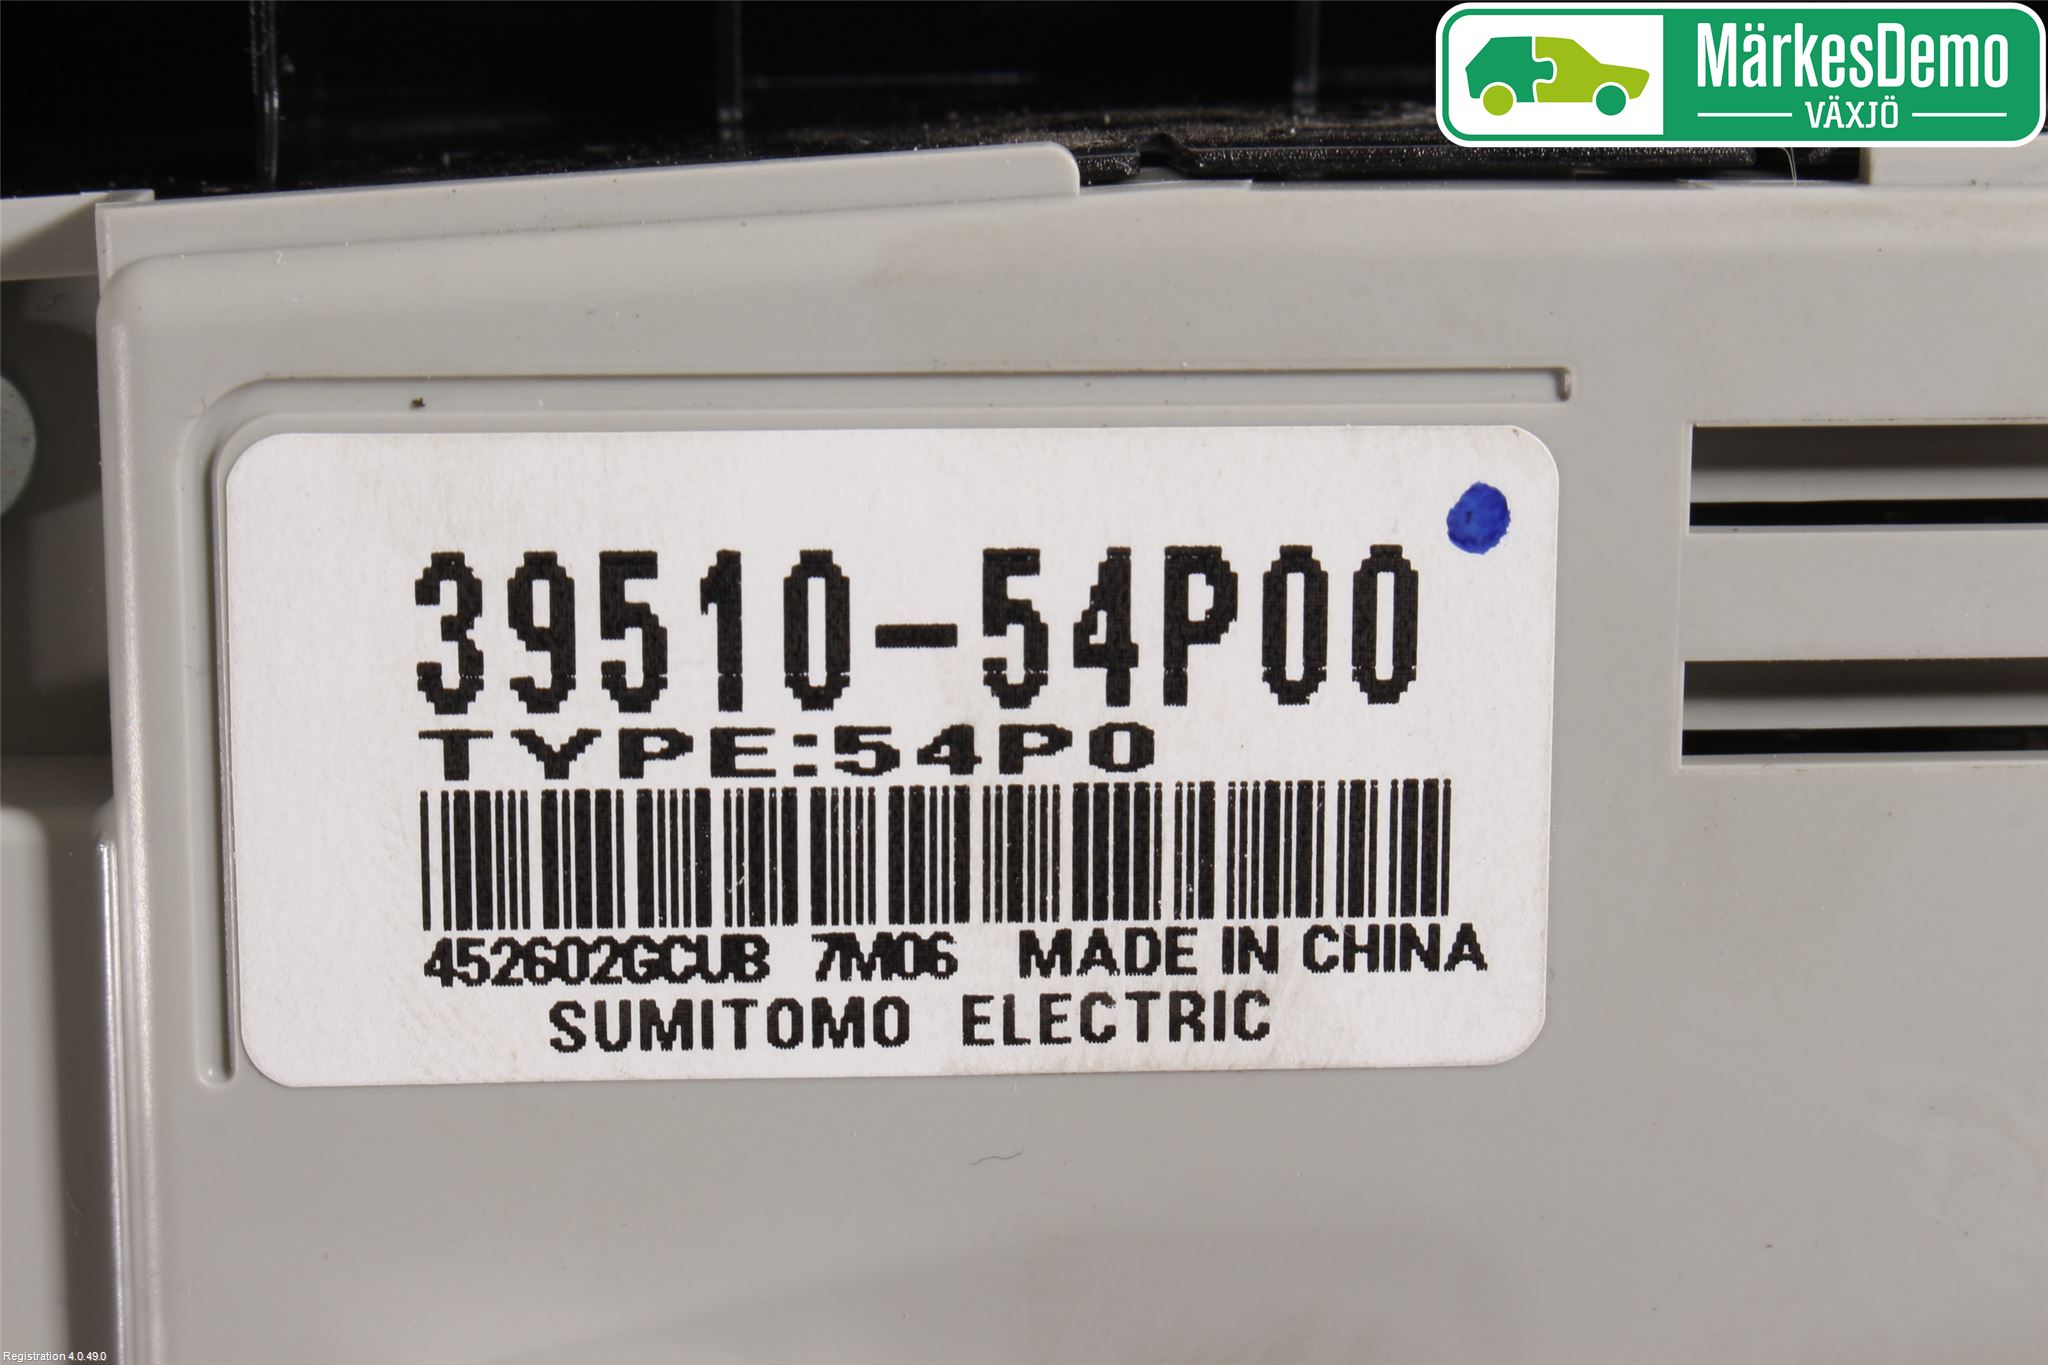 MärkesDemo
VÄXJÖ
39510-54P00
TYPE:54P0
452602GCUB 7M06 MADE IN CHINA
SUMITOMO ELECTRIC
Registration 4.0.49.0